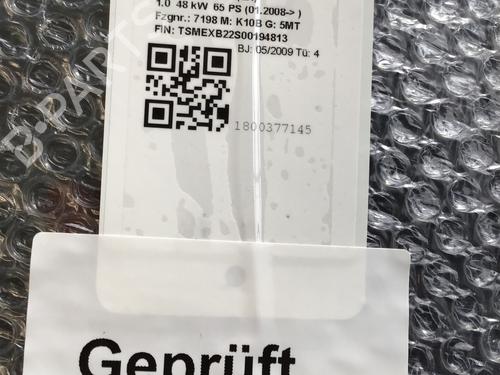 1.0 48 kW 65 PS (01.2008-> )
Fzgnr.: 7198 M: K10B G: 5MT
FIN: TSMEXB22S00194813
BJ: 05/2009 Tü: 4
1800377145
B-PARTS
Geprüft